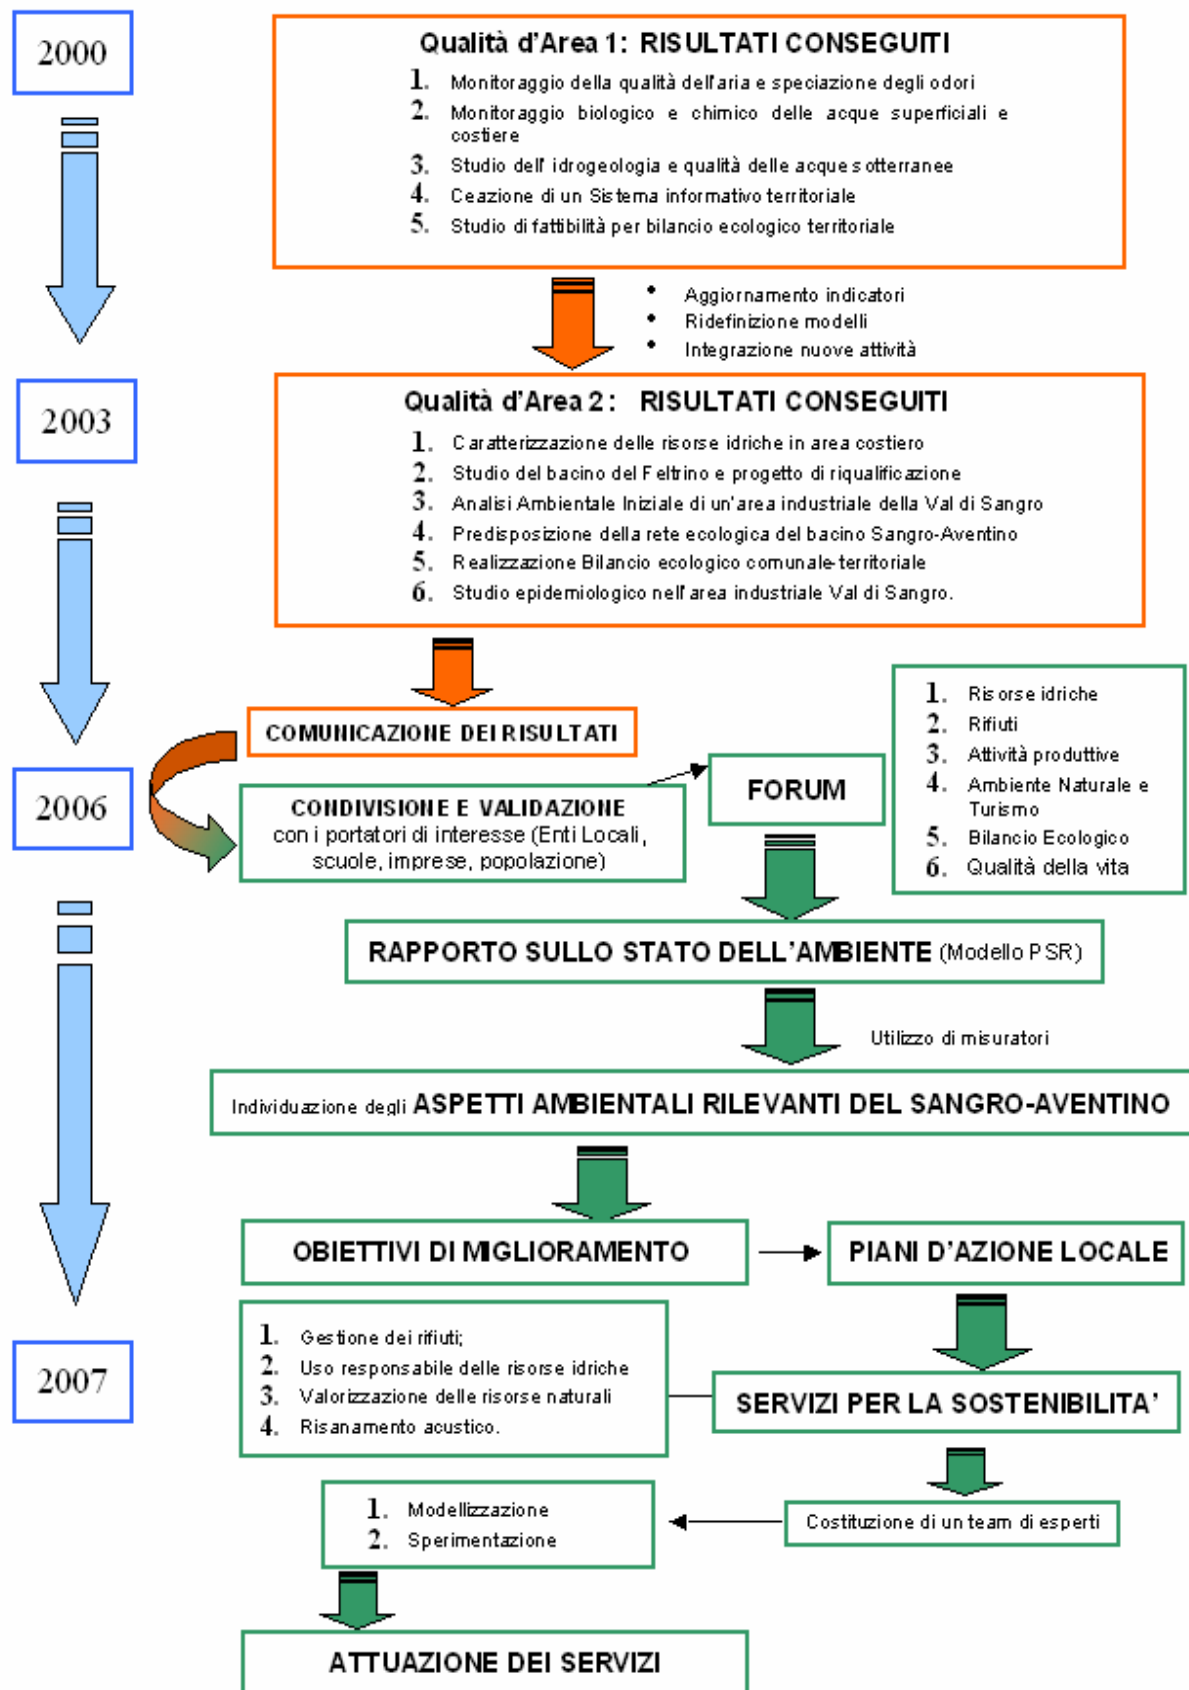 2000
Qualità d'Area 1: RISULTATI CONSEGUITI
1. Monitoraggio della qualità dell'aria e speciazione degli odori
2. Monitoraggio biologico e chimico delle acque superficiali e
costiere
3. Studio dell' idrogeologia e qualità delle acque sotterranee
4. Ceazione di un Sistema informativo territoriale
5. Studio di fattibilità per bilancio ecologico territoriale
• Aggiornamento indicatori
• Ridefinizione modelli
• Integrazione nuove attività
2003
Qualità d'Area 2: RISULTATI CONSEGUITI
1. Caratterizzazione delle risorse idriche in area costiero
2. Studio del bacino del Feltrino e progetto di riqualificazione
3. Analisi Ambientale Iniziale di un'area industriale della Val di Sangro
4. Predisposizione della rete ecologica del bacino Sangro-Aventino
5. Realizzazione Bilancio ecologico comunale-territoriale
6. Studio epidemiologico nell'area industriale Val di Sangro.
COMUNICAZIONE DEI RISULTATI
2006
CONDIVISIONE E VALIDAZIONE
con i portatori di interesse (Enti Locali,
scuole, imprese, popolazione)
FORUM
1. Risorse idriche
2. Rifiuti
3. Attività produttive
4. Ambiente Naturale e
Turismo
5. Bilancio Ecologico
6. Qualità della vita
RAPPORTO SULLO STATO DELL'AMBIENTE (Modello PSR)
Utilizzo di misuratori
Individuazione degli ASPETTI AMBIENTALI RILEVANTI DEL SANGRO-AVENTINO
OBIETTIVI DI MIGLIORAMENTO
PIANI D'AZIONE LOCALE
2007
1. Gestione dei rifiuti;
2. Uso responsabile delle risorse idriche
3. Valorizzazione delle risorse naturali
4. Risanamento acustico.
SERVIZI PER LA SOSTENIBILITA'
1. Modellizzazione
2. Sperimentazione
Costituzione di un team di esperti
ATTUAZIONE DEI SERVIZI